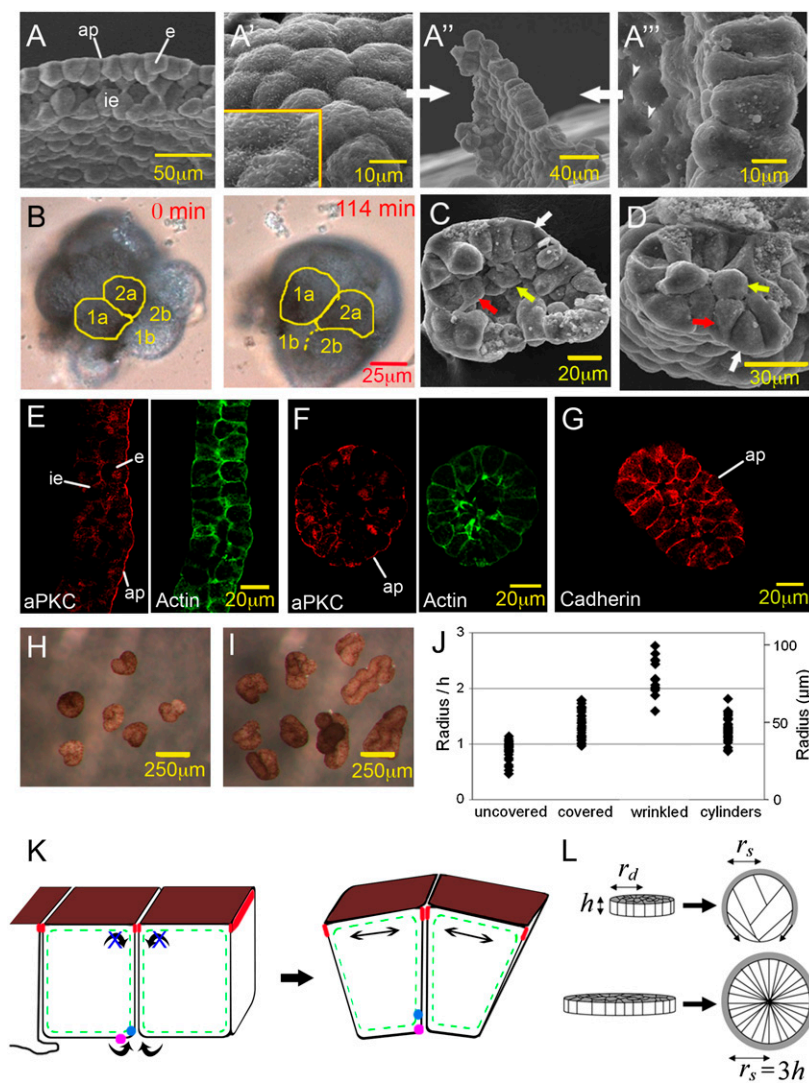 A
ap
e
ie
50μm
A'
10μm
A''
40μm
A'''
10μm
B
0 min
1a
2a
2b
1b
114 min
1a
2a
1b
2b
25μm
C
20μm
D
30μm
E
e
ie
ap
aPKC
Actin
20μm
F
ap
aPKC
Actin
20μm
G
ap
Cadherin
20μm
H
250μm
I
250μm
J
Radius / h
3
2
1
0
100
50
0
Radius (μm)
uncovered covered wrinkled cylinders
K
L
h
r_d
r_s
r_s = 3h